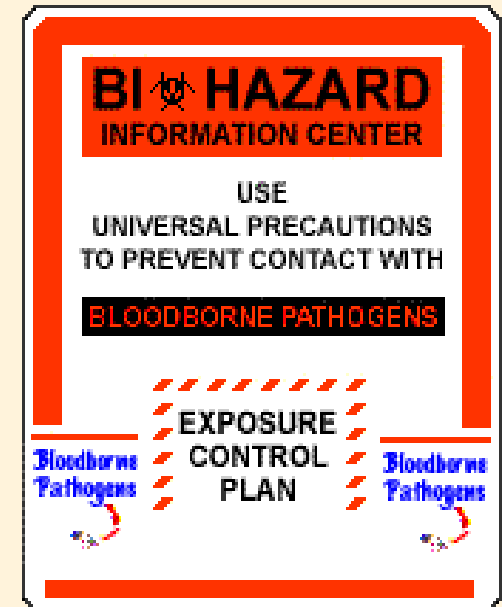 BI HAZARD
INFORMATION CENTER
USE
UNIVERSAL PRECAUTIONS
TO PREVENT CONTACT WITH
BLOODBORNE PATHOGENS
EXPOSURE
CONTROL
PLAN
Bloodborne
Pathogens
Bloodborne
Pathogens